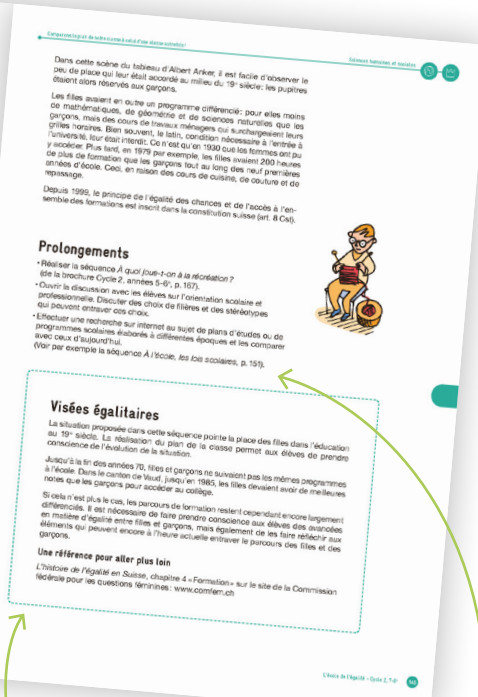 Comparaison du plan de notre classe à celui d'une classe autrefois
Sciences humaines et sociales
Dans cette scène du tableau d'Albert Anker, il est facile d'observer le
peu de place qui leur était accordé au milieu du 19e siècle: les pupitres
étaient alors réservés aux garçons.
Les filles avaient en outre un programme différencié: pour elles moins
de mathématiques, de géométrie et de sciences naturelles que les
garçons, mais des cours de travaux ménagers qui surchargeaient leurs
grilles horaires. Bien souvent, le latin, condition nécessaire à l'entrée à
l'université, leur était interdit. Ce n'est qu'en 1930 que les femmes ont pu
y accéder. Plus tard, en 1979 par exemple, les filles avaient 200 heures
de plus de formation que les garçons tout au long des neuf premières
années d'école. Ceci, en raison des cours de cuisine, de couture et de
repassage.
Depuis 1999, le principe de l'égalité des chances et de l'accès à l'en-
semble des formations est inscrit dans la constitution suisse (art. 8 Cst).
Prolongements
• Réaliser la séquence À quoi joue-t-on à la récréation ?
(de la brochure Cycle 2, années 5-6e, p. 167).
• Ouvrir la discussion avec les élèves sur l'orientation scolaire et
professionnelle. Discuter des choix de filières et des stéréotypes
qui peuvent entraver ces choix.
• Effectuer une recherche sur internet au sujet de plans d'études ou de
programmes scolaires élaborés à différentes époques et les comparer
avec ceux d'aujourd'hui.
(Voir par exemple la séquence À l'école, les lois scolaires, p. 151).
Visées égalitaires
La situation proposée dans cette séquence pointe la place des filles dans l'éducation
au 19e siècle. La réalisation du plan de la classe permet aux élèves de prendre
conscience de l'évolution de la situation.
Jusqu'à la fin des années 70, filles et garçons ne suivaient pas les mêmes programmes
à l'école. Dans le canton de Vaud, jusqu'en 1985, les filles devaient avoir de meilleures
notes que les garçons pour accéder au collège.
Si cela n'est plus le cas, les parcours de formation restent cependant encore largement
différenciés. Il est nécessaire de faire prendre conscience aux élèves des avancées
en matière d'égalité entre filles et garçons, mais également de les faire réfléchir aux
éléments qui peuvent encore à l'heure actuelle entraver le parcours des filles et des
garçons.
Une référence pour aller plus loin
L'histoire de l'égalité en Suisse, chapitre 4 «Formation» sur le site de la Commission
fédérale pour les questions féminines: www.comfem.ch
L'école de l'égalité - Cycle 2, 7-8e